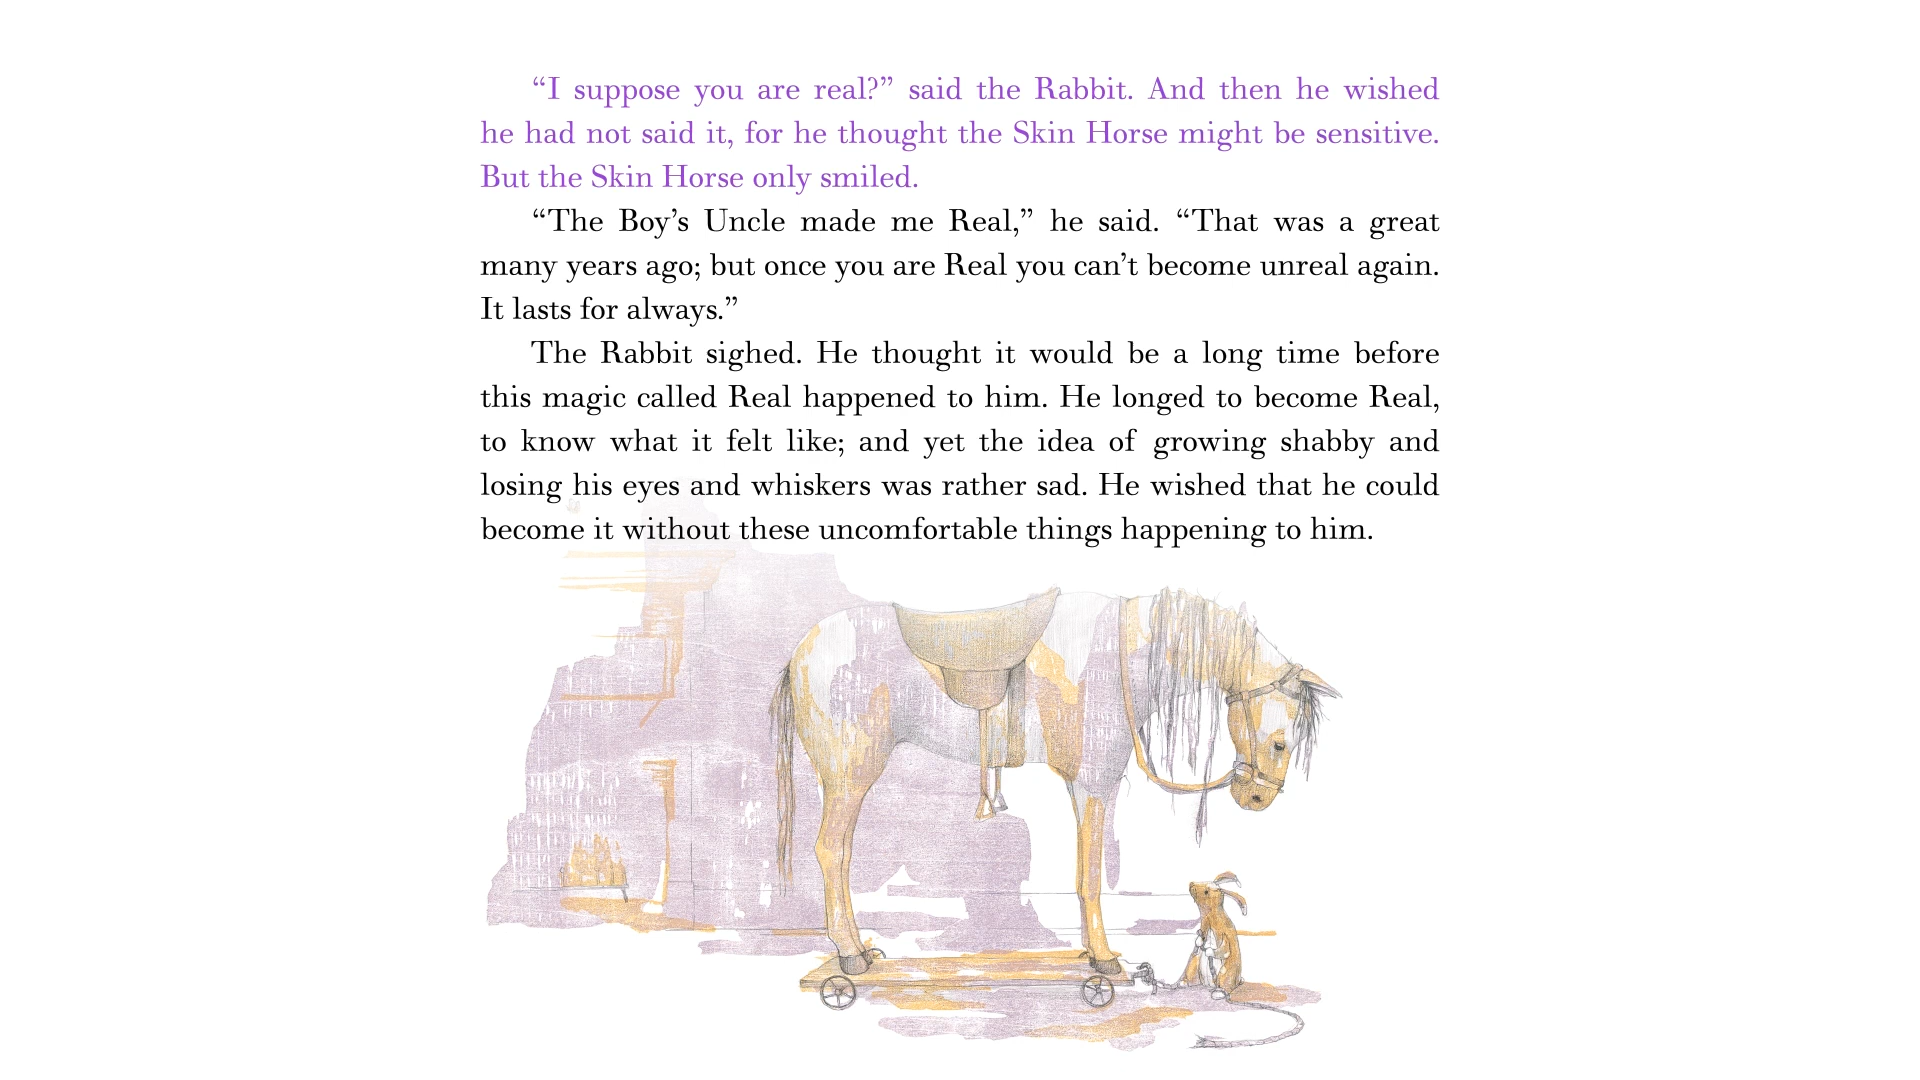 “I suppose you are real?” said the Rabbit. And then he wished
he had not said it, for he thought the Skin Horse might be sensitive.
But the Skin Horse only smiled.
“The Boy’s Uncle made me Real,” he said. “That was a great
many years ago; but once you are Real you can’t become unreal again.
It lasts for always.”
The Rabbit sighed. He thought it would be a long time before
this magic called Real happened to him. He longed to become Real,
to know what it felt like; and yet the idea of growing shabby and
losing his eyes and whiskers was rather sad. He wished that he could
become it without these uncomfortable things happening to him.